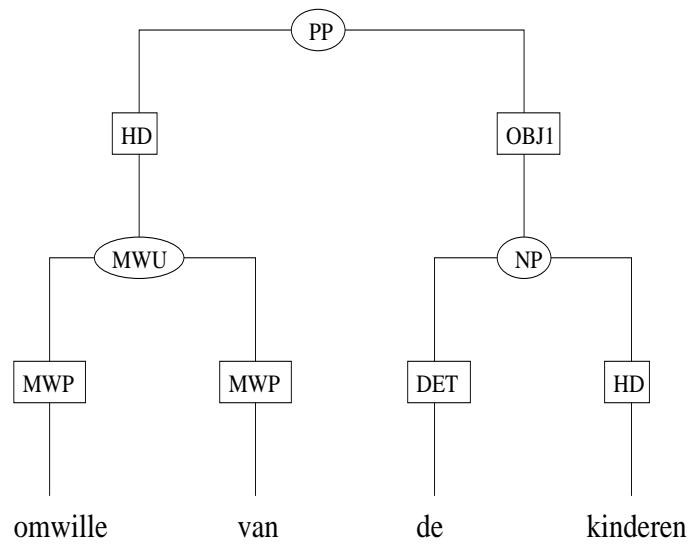 PP
HD OBJ1
MWU NP
MWP MWP DET HD
omwille van de kinderen